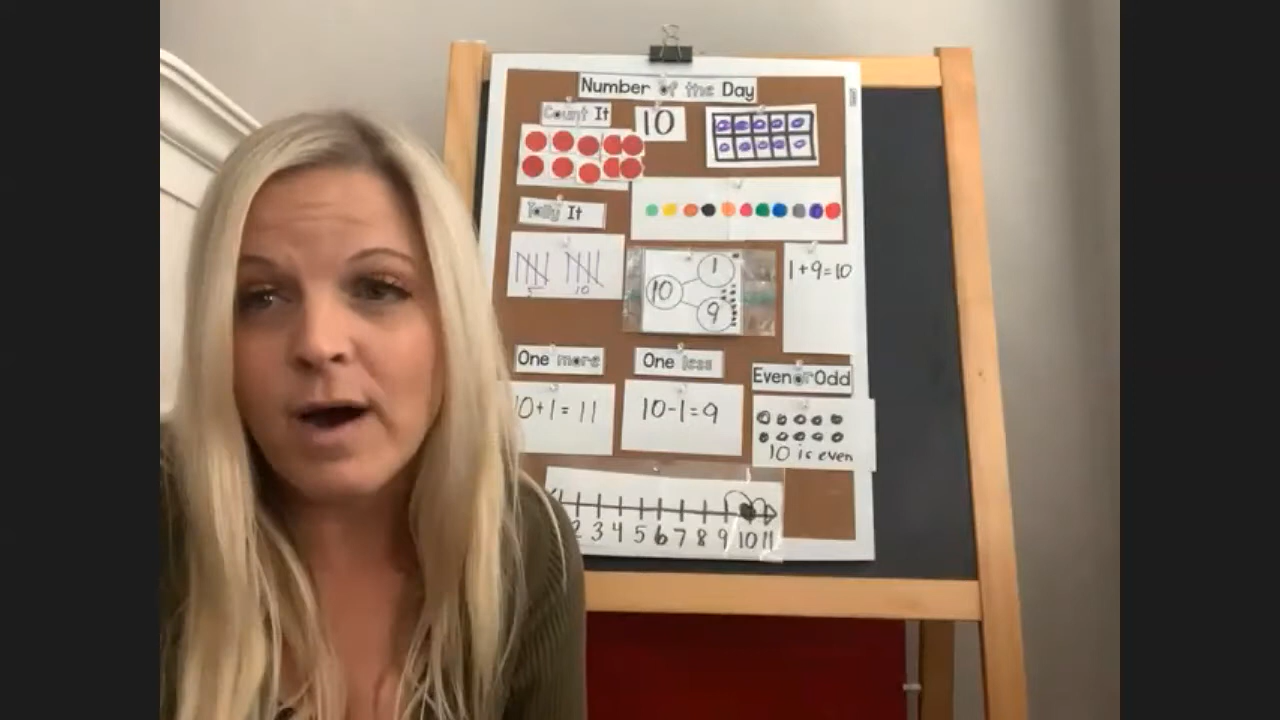 Number of the Day
Count It
10
Tally It
5 10
1
10
9
1+9=10
One more
One less
Even or Odd
10+1=11
10-1=9
10 is even
2 3 4 5 6 7 8 9 10 11